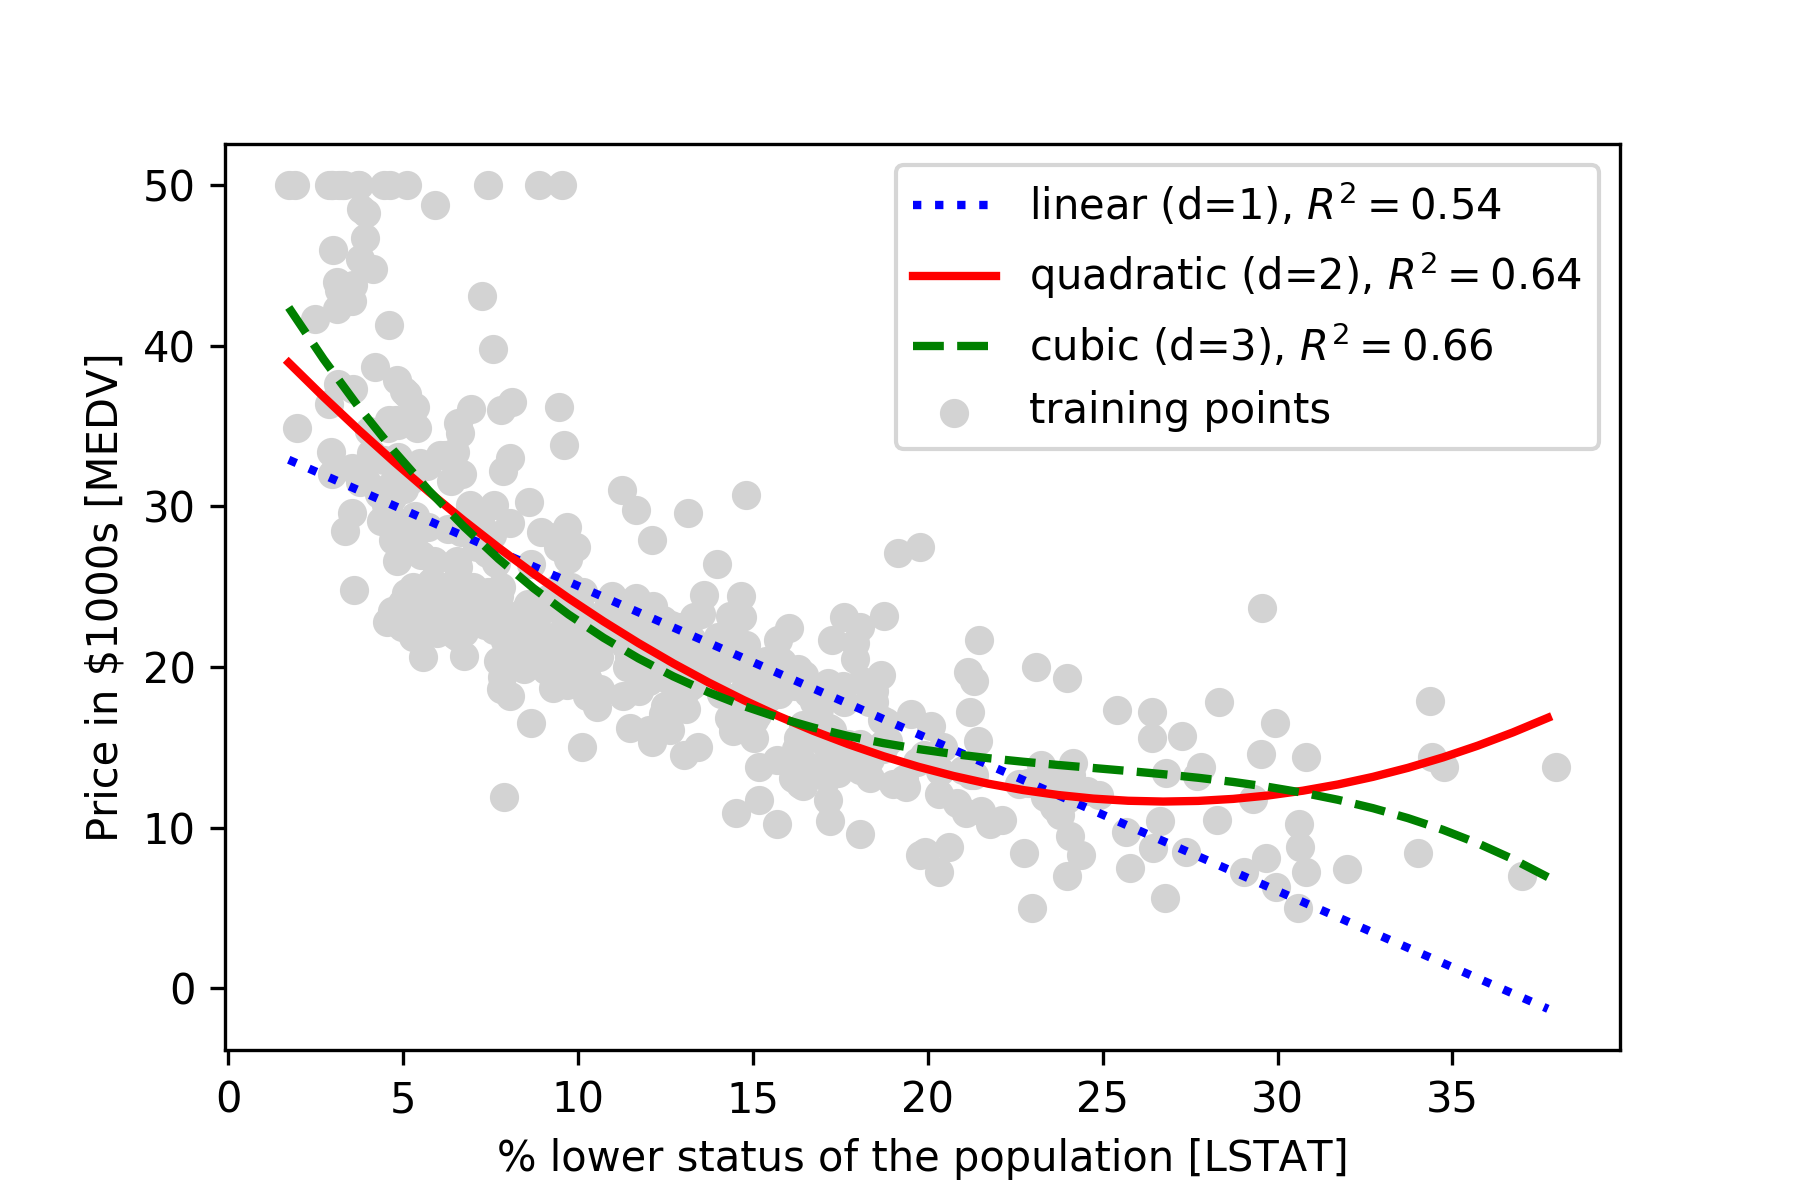 50
40
30
20
10
0
Price in $1000s [MEDV]
linear (d=1), R² = 0.54
quadratic (d=2), R² = 0.64
cubic (d=3), R² = 0.66
training points
0 5 10 15 20 25 30 35
% lower status of the population [LSTAT]